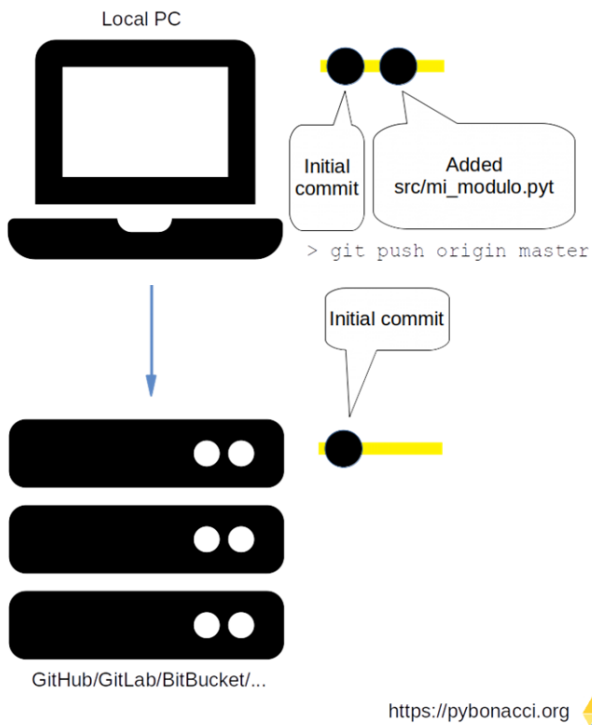 Local PC
Initial
commit
Added
src/mi_modulo.pyt
> git push origin master
Initial commit
GitHub/GitLab/BitBucket/...
https://pybonacci.org